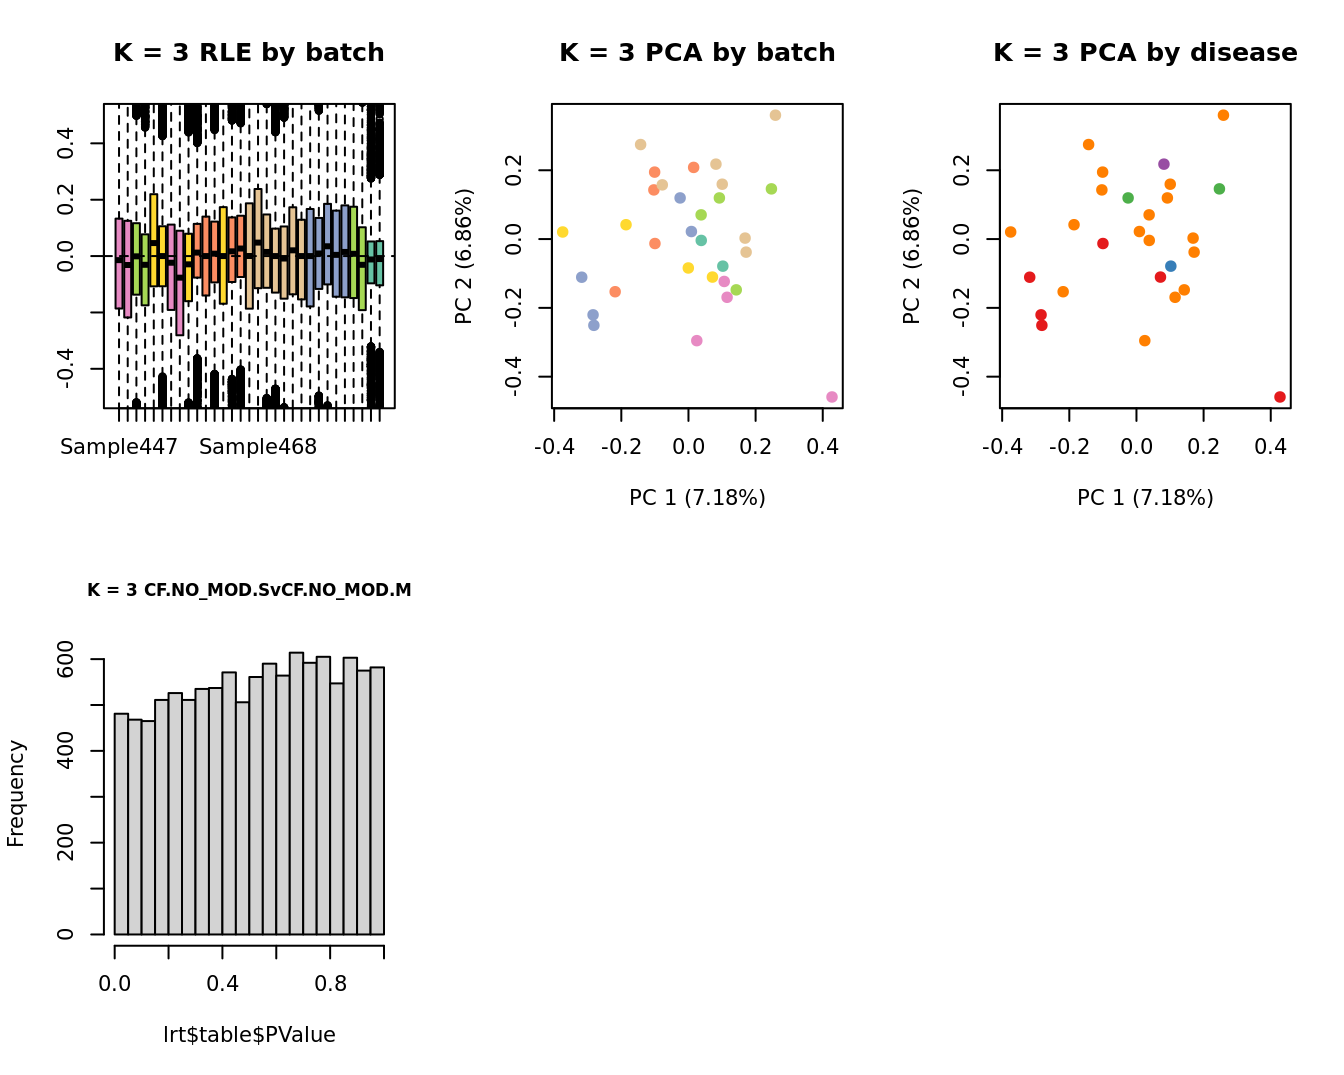 K = 3 RLE by batch
0.4
0.2
0.0
-0.4
Sample447 Sample468
K = 3 PCA by batch
PC 2 (6.86%)
0.2
0.0
-0.2
-0.4
-0.4 -0.2 0.0 0.2 0.4
PC 1 (7.18%)
K = 3 PCA by disease
PC 2 (6.86%)
0.2
0.0
-0.2
-0.4
-0.4 -0.2 0.0 0.2 0.4
PC 1 (7.18%)
K = 3 CF.NO_MOD.SvCF.NO_MOD.M
Frequency
600
400
200
0
0.0 0.4 0.8
lrt$table$PValue